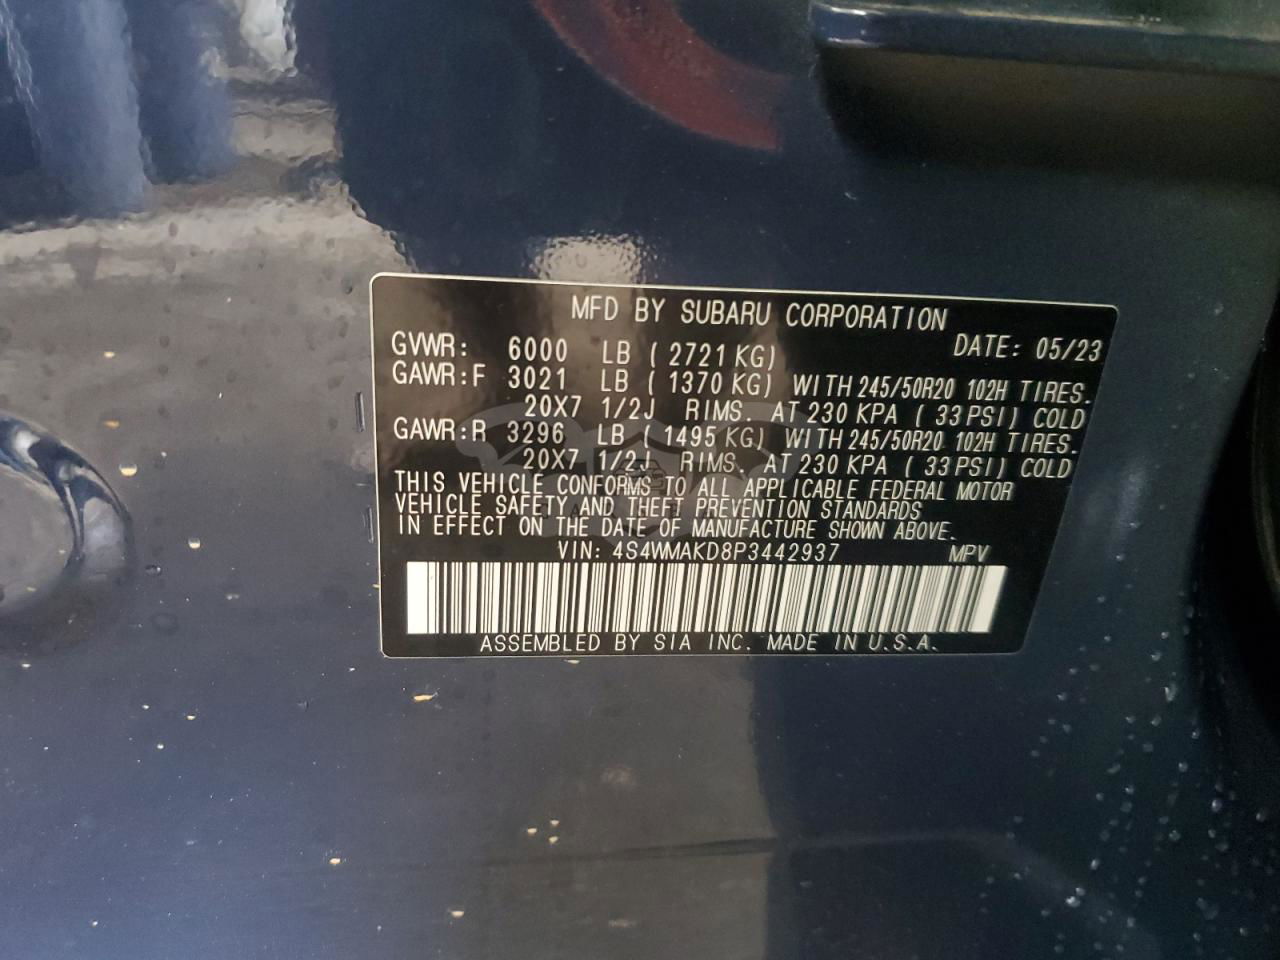 MFD BY SUBARU CORPORATION
GVWR: 6000 LB ( 2721 KG) DATE: 05/23
GAWR:F 3021 LB ( 1370 KG) WITH 245/50R20 102H TIRES.
20X7 1/2J RIMS. AT 230 KPA ( 33 PSI) COLD
GAWR:R 3296 LB ( 1495 KG) WITH 245/50R20 102H TIRES.
20X7 1/2J RIMS. AT 230 KPA ( 33 PSI) COLD
THIS VEHICLE CONFORMS TO ALL APPLICABLE FEDERAL MOTOR
VEHICLE SAFETY AND THEFT PREVENTION STANDARDS
IN EFFECT ON THE DATE OF MANUFACTURE SHOWN ABOVE.
VIN: 4S4WMAKD8P3442937 MPV
ASSEMBLED BY SIA INC. MADE IN U.S.A.